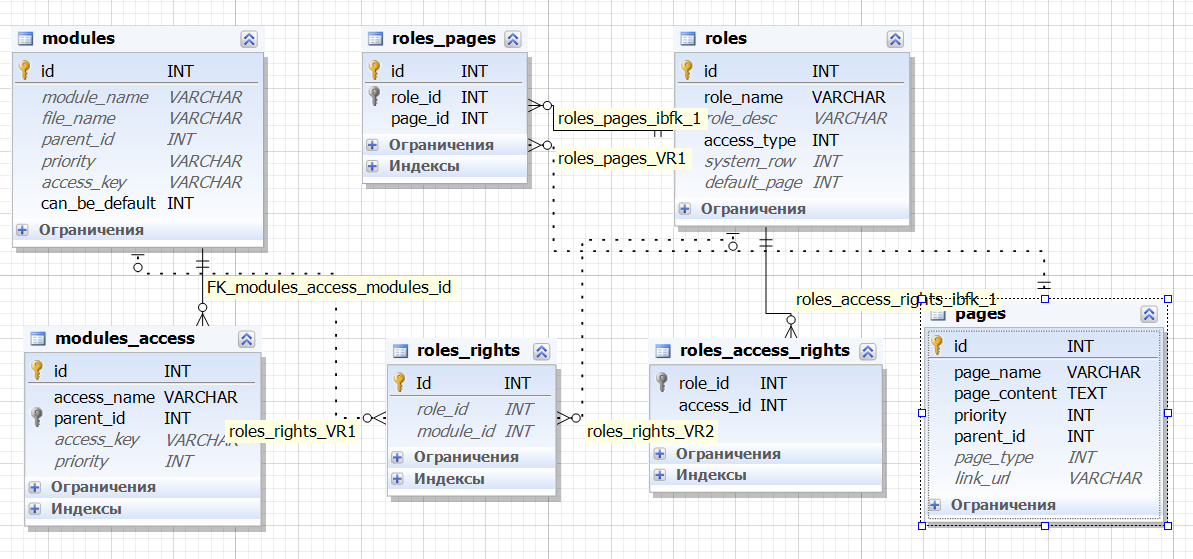 modules
id INT
module_name VARCHAR
file_name VARCHAR
parent_id INT
priority VARCHAR
access_key VARCHAR
can_be_default INT
Ограничения
roles_pages
id INT
role_id INT
page_id INT
Ограничения
Индексы
roles_pages_ibfk_1
roles_pages_VR1
roles
id INT
role_name VARCHAR
role_desc VARCHAR
access_type INT
system_row INT
default_page INT
Ограничения
FK_modules_access_modules_id
roles_access_rights_ibfk_1
modules_access
id INT
access_name VARCHAR
parent_id INT
access_key VARCHAR
priority INT
Ограничения
Индексы
roles_rights_VR1
roles_rights
Id INT
role_id INT
module_id INT
Ограничения
Индексы
roles_rights_VR2
roles_access_rights
role_id INT
access_id INT
Ограничения
Индексы
pages
id INT
page_name VARCHAR
page_content TEXT
priority INT
parent_id INT
page_type INT
link_url VARCHAR
Ограничения